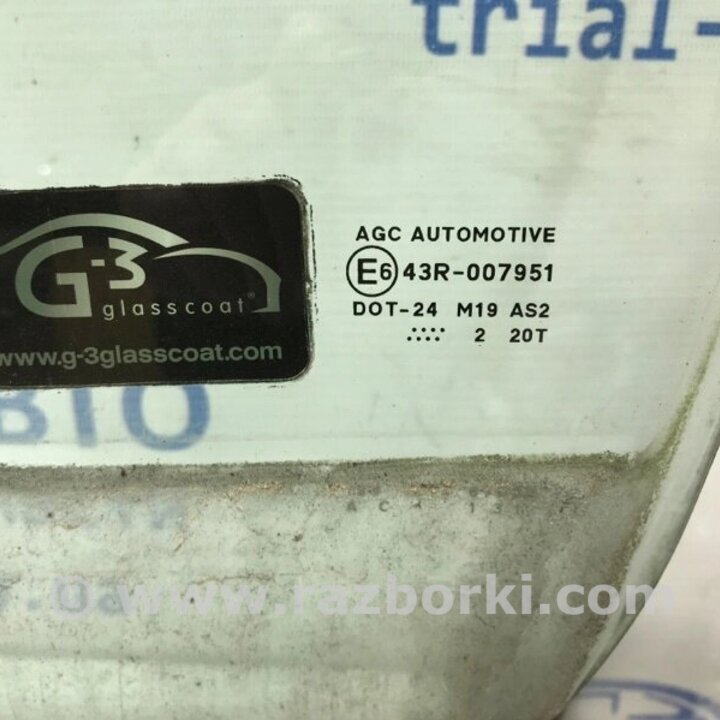 trial-
AGC AUTOMOTIVE
E6 43R-007951
DOT-24 M19 AS2
2 20T
G-3
glasscoat®
www.g-3glasscoat.com
www.razborki.com